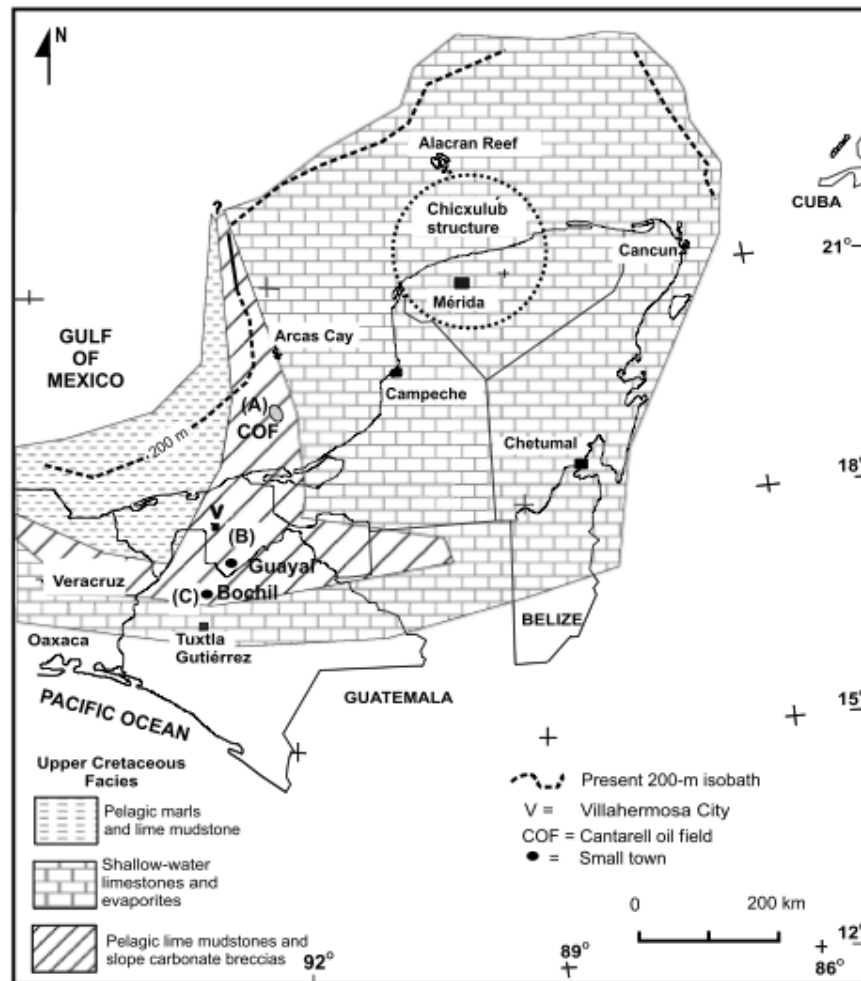 N
Alacran Reef
CUBA
Chicxulub
structure
?
Cancun
21°
Mérida
GULF
OF
MEXICO
Arcas Cay
Campeche
(A)
COF
200 m
Chetumal
18°
V
(B)
Guayal
Veracruz
(C)
Bochil
BELIZE
Oaxaca
Tuxtla
Gutiérrez
GUATEMALA
PACIFIC OCEAN
15°
Upper Cretaceous
Facies
Pelagic marls
and lime mudstone
Shallow-water
limestones and
evaporites
Pelagic lime mudstones and
slope carbonate breccias
Present 200-m isobath
V = Villahermosa City
COF = Cantarell oil field
= Small town
0 200 km
12°
92°
89°
86°